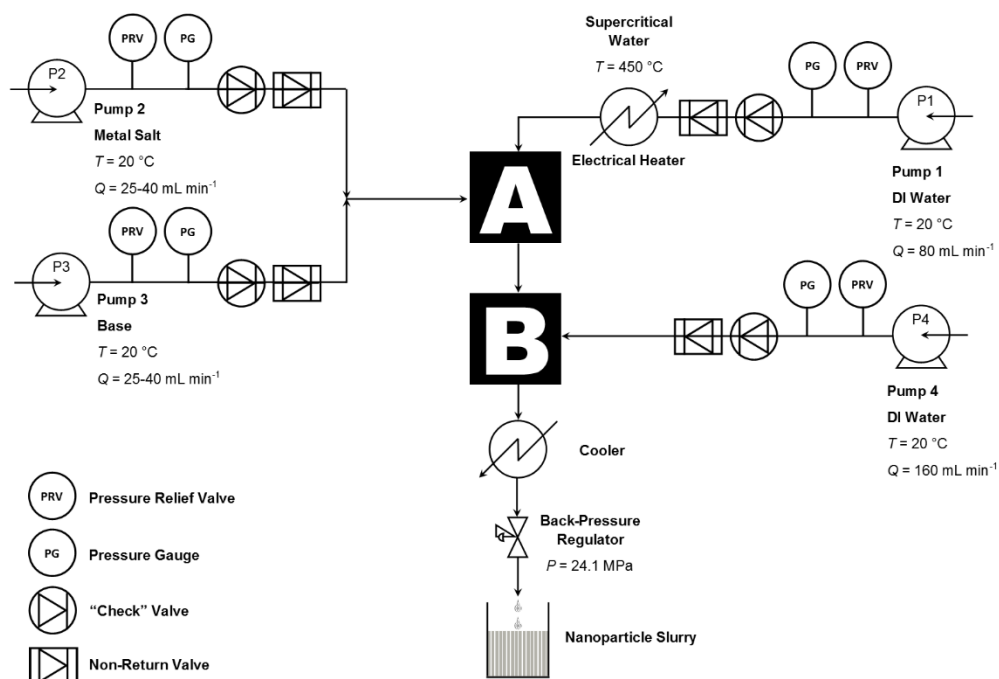 PRV
PG
P2
Pump 2
Metal Salt
T = 20 °C
Q = 25-40 mL min-1
PRV
PG
P3
Pump 3
Base
T = 20 °C
Q = 25-40 mL min-1
Supercritical
Water
T = 450 °C
Electrical Heater
PG
PRV
P1
Pump 1
DI Water
T = 20 °C
Q = 80 mL min-1
A
B
PG
PRV
P4
Pump 4
DI Water
T = 20 °C
Q = 160 mL min-1
Cooler
Back-Pressure
Regulator
P = 24.1 MPa
Nanoparticle Slurry
PRV Pressure Relief Valve
PG Pressure Gauge
“Check” Valve
Non-Return Valve